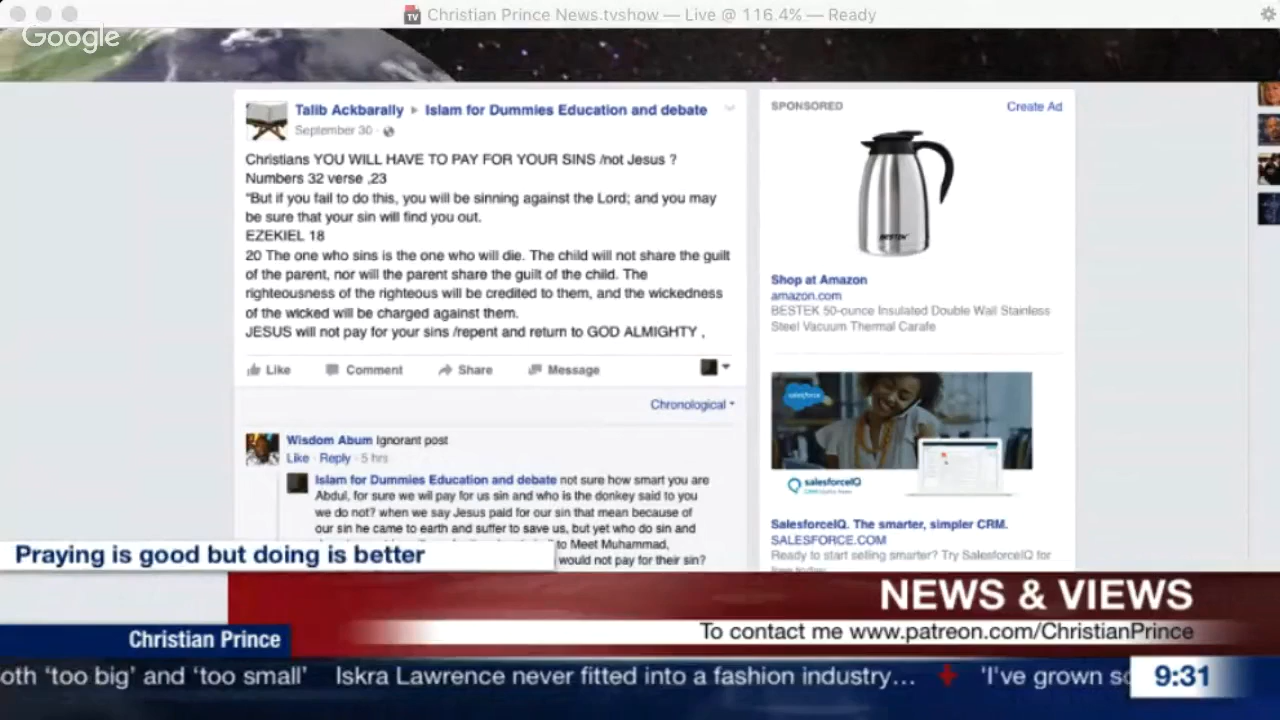 Christian Prince News.tvshow — Live @ 116.4% — Ready
Google
Talib Ackbarally ▸ Islam for Dummies Education and debate
September 30 ·
Christians YOU WILL HAVE TO PAY FOR YOUR SINS /not Jesus ?
Numbers 32 verse ,23
"But if you fail to do this, you will be sinning against the Lord; and you may
be sure that your sin will find you out.
EZEKIEL 18
20 The one who sins is the one who will die. The child will not share the guilt
of the parent, nor will the parent share the guilt of the child. The
righteousness of the righteous will be credited to them, and the wickedness
of the wicked will be charged against them.
JESUS will not pay for your sins /repent and return to GOD ALMIGHTY ,
Like Comment Share Message
Chronological
Wisdom Abum Ignorant post
Like · Reply · 5 hrs
Islam for Dummies Education and debate not sure how smart you are
Abdul, for sure we wil pay for us sin and who is the donkey said to you
we do not? when we say Jesus paid for our sin that mean because of
our sin he came to earth and suffer to save us, but yet who do sin and
to Meet Muhammad,
would not pay for their sin?
SPONSORED Create Ad
BESTEK
Shop at Amazon
amazon.com
BESTEK 50-ounce Insulated Double Wall Stainless
Steel Vacuum Thermal Carafe
salesforce
salesforceIQ
SalesforceIQ. The smarter, simpler CRM.
SALESFORCE.COM
Ready to start selling smarter? Try SalesforceIQ for
Praying is good but doing is better
NEWS & VIEWS
To contact me www.patreon.com/ChristianPrince
Christian Prince
oth 'too big' and 'too small' Iskra Lawrence never fitted into a fashion industry... 'I've grown sc
9:31